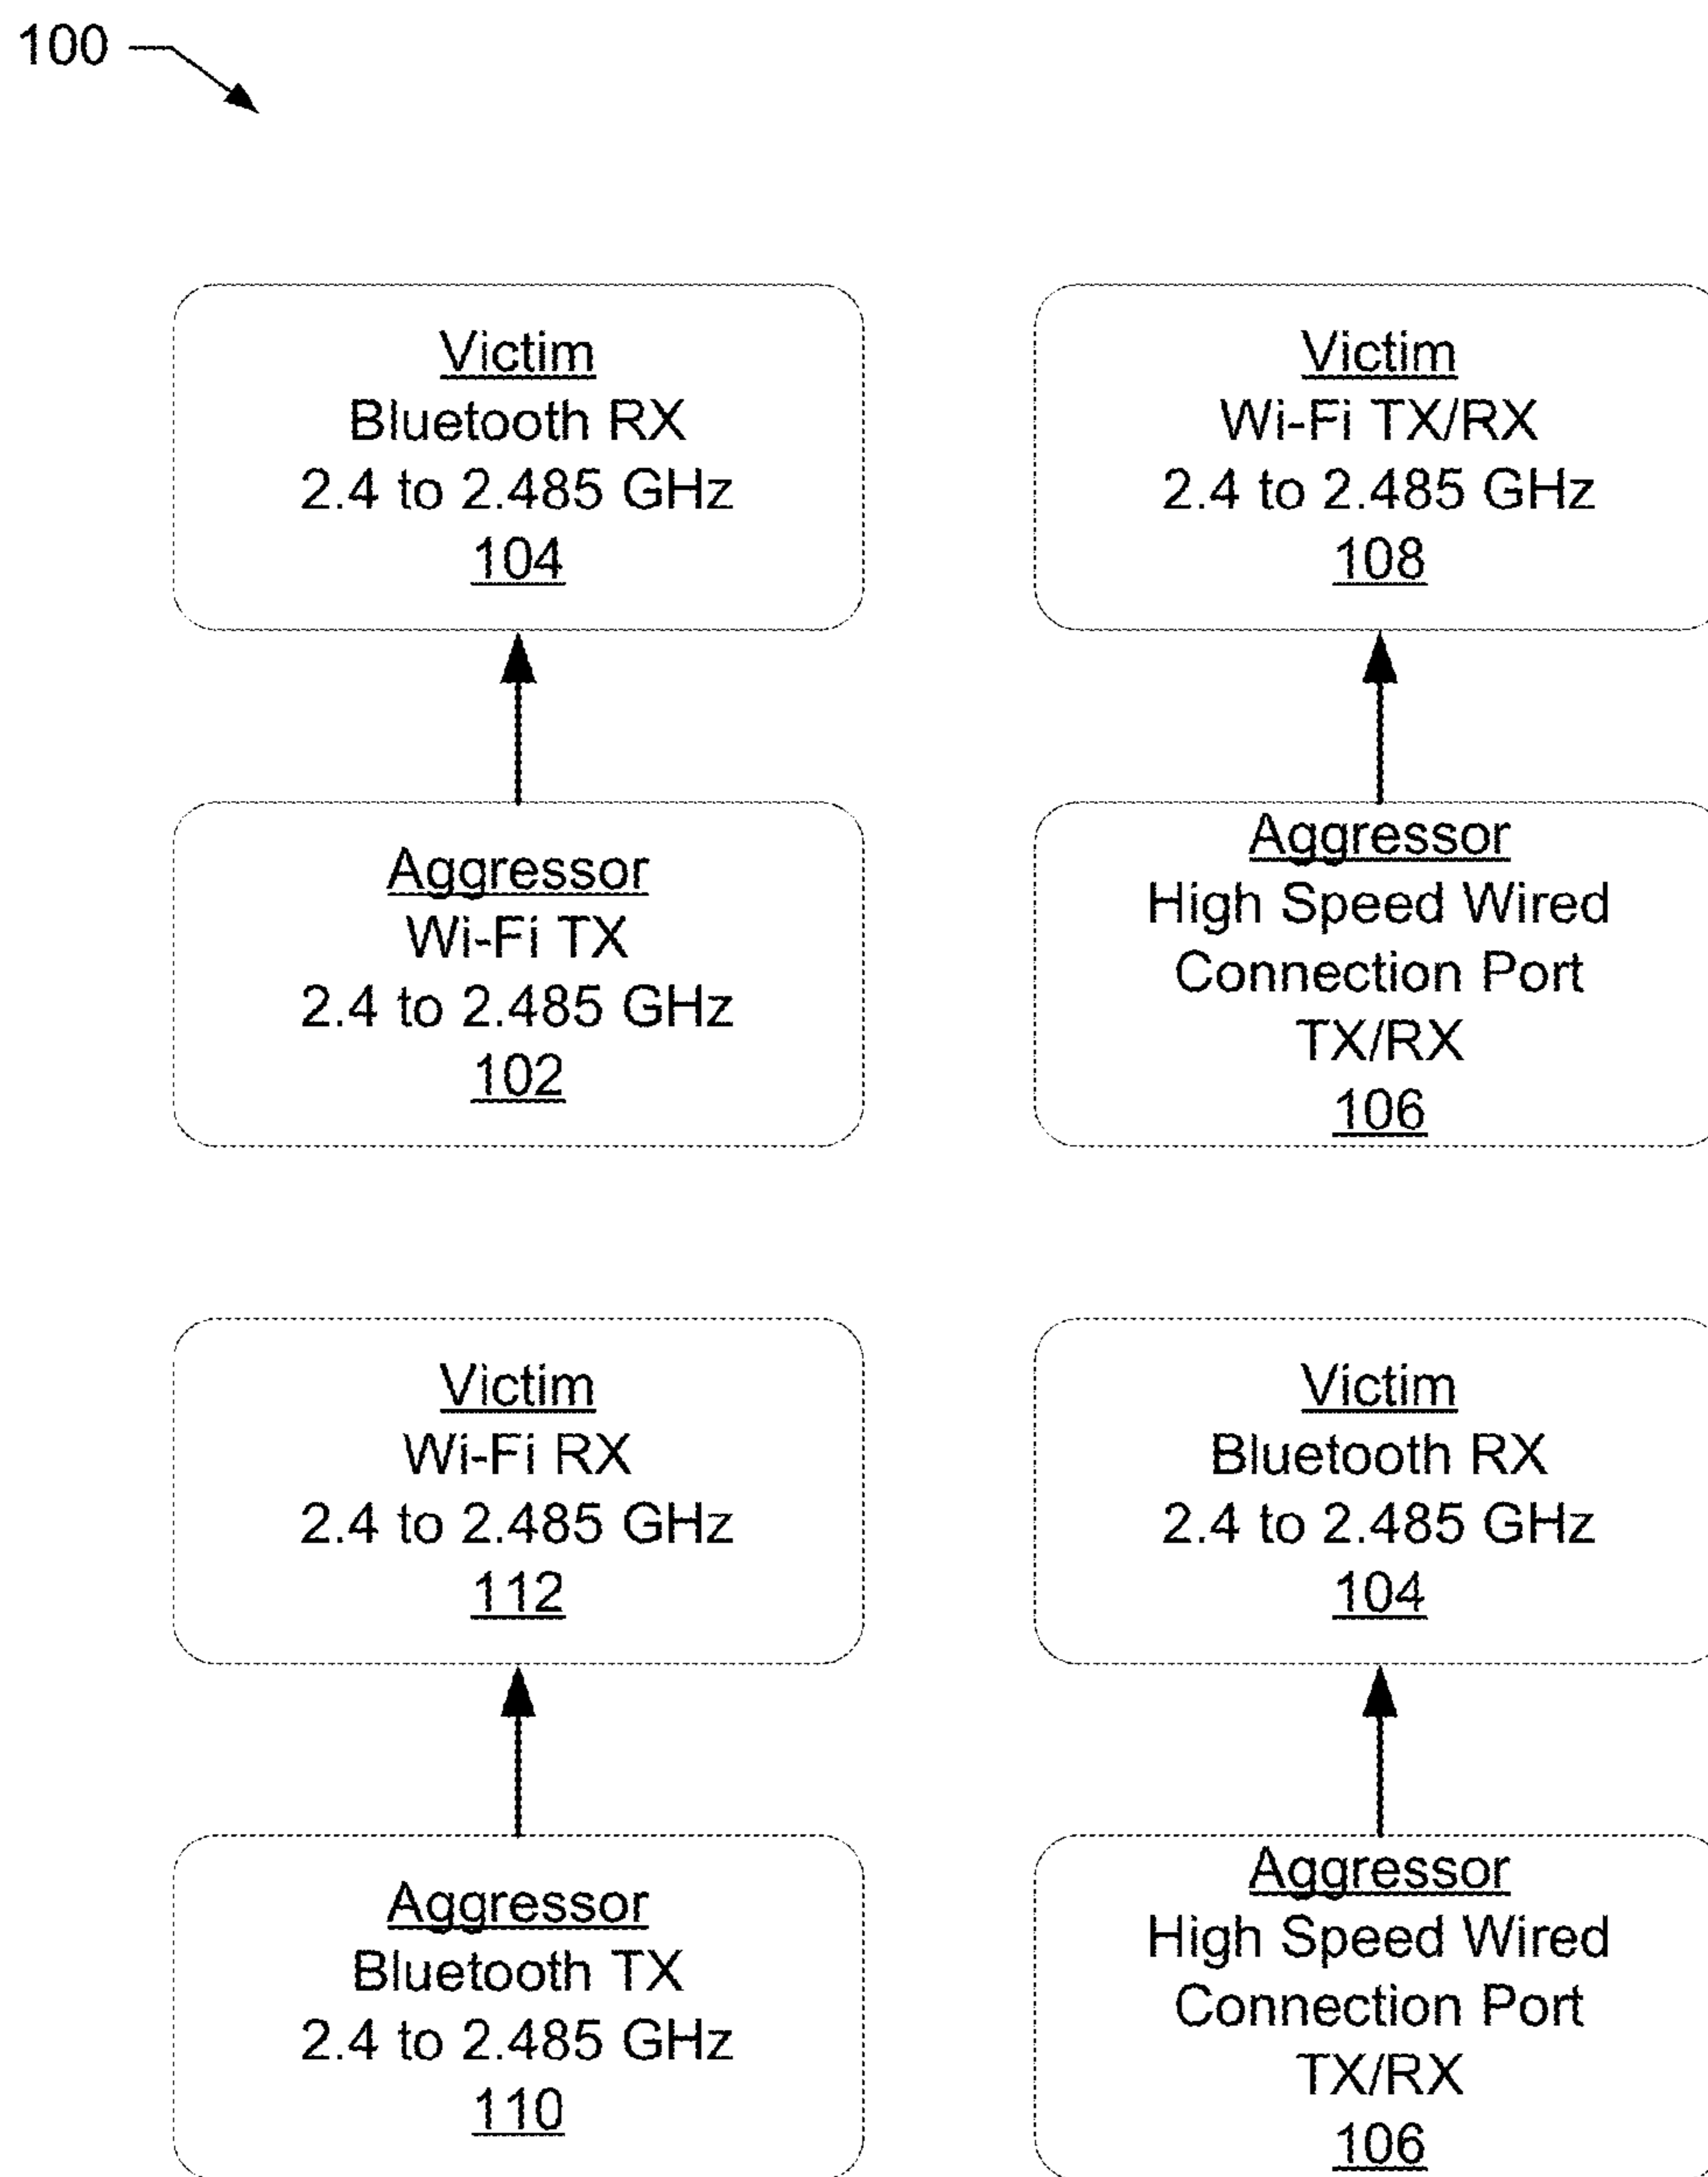 100
Victim
Bluetooth RX
2.4 to 2.485 GHz
104
Victim
Wi-Fi TX/RX
2.4 to 2.485 GHz
108
Aggressor
Wi-Fi TX
2.4 to 2.485 GHz
102
Aggressor
High Speed Wired
Connection Port
TX/RX
106
Victim
Wi-Fi RX
2.4 to 2.485 GHz
112
Victim
Bluetooth RX
2.4 to 2.485 GHz
104
Aggressor
Bluetooth TX
2.4 to 2.485 GHz
110
Aggressor
High Speed Wired
Connection Port
TX/RX
106